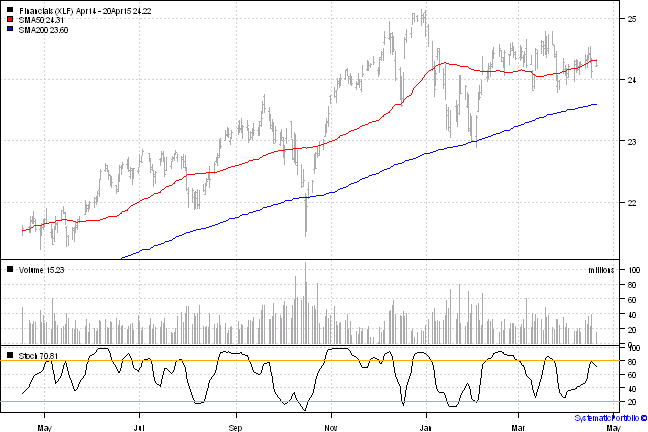 Financials (XLF) Apr14 - 20Apr15 24.22
SMA50 24.31
SMA200 23.60
25
24
23
22
Volume 15.23
millions
100
80
60
40
20
0
Stoch 70.81
100
80
60
40
20
May
Jul
Sep
Nov
Jan
Mar
May
SystematicPortfolio ©